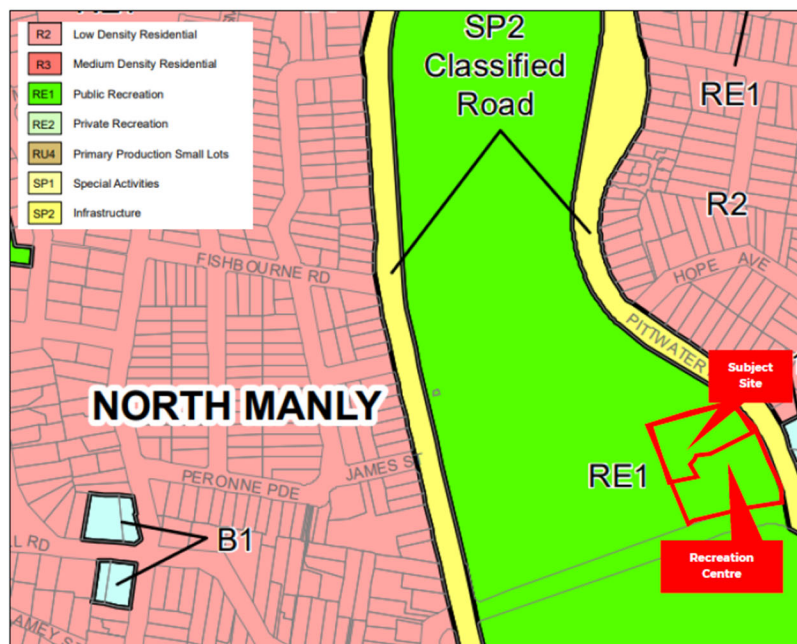 R2 Low Density Residential
R3 Medium Density Residential
RE1 Public Recreation
RE2 Private Recreation
RU4 Primary Production Small Lots
SP1 Special Activities
SP2 Infrastructure
SP2
Classified
Road
RE1
R2
FISHBOURNE RD
HOPE AVE
PITTWATER
Subject
Site
NORTH MANLY
JAMES ST
PERONNE PDE
RE1
B1
RD
Recreation
Centre